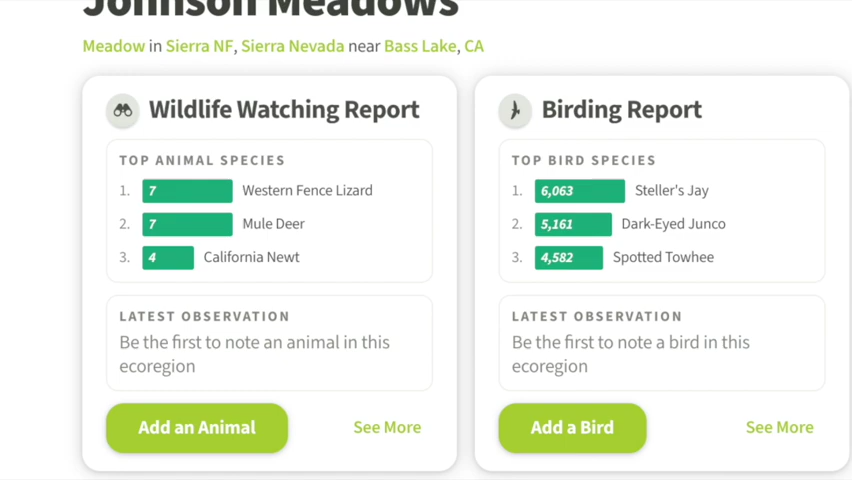 Johnson Meadows
Meadow in Sierra NF, Sierra Nevada near Bass Lake, CA
Wildlife Watching Report
TOP ANIMAL SPECIES
1. 7 Western Fence Lizard
2. 7 Mule Deer
3. 4 California Newt
LATEST OBSERVATION
Be the first to note an animal in this
ecoregion
Add an Animal See More
Birding Report
TOP BIRD SPECIES
1. 6,063 Steller's Jay
2. 5,161 Dark-Eyed Junco
3. 4,582 Spotted Towhee
LATEST OBSERVATION
Be the first to note a bird in this
ecoregion
Add a Bird See More